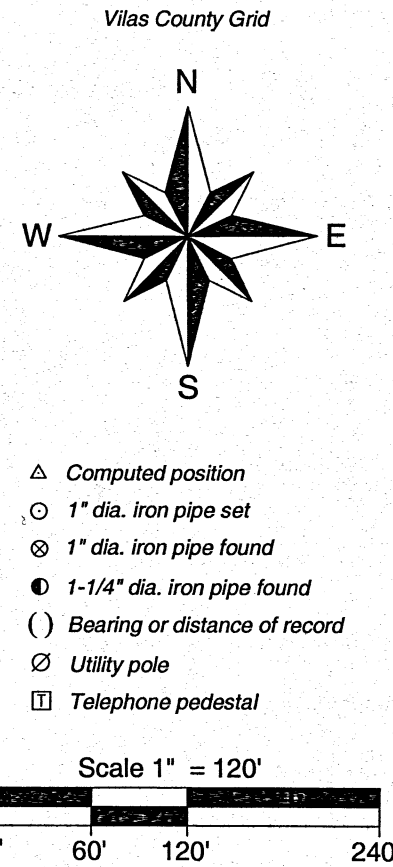 Vilas County Grid
N
W E
S
Computed position
1" dia. iron pipe set
1" dia. iron pipe found
1-1/4" dia. iron pipe found
( ) Bearing or distance of record
Utility pole
T Telephone pedestal
Scale 1" = 120'
' 60' 120' 240